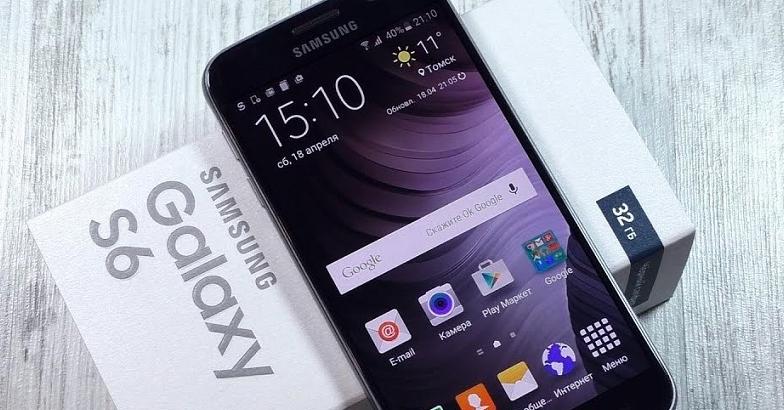 SAMSUNG
40% 21:10
15:10
сб, 18 апреля
11°
Томск
Обновл. 18.04 21:05
Google
Скажите Ok Google
E-mail
Камера
Play Маркет
Google
Интернет
Меню
SAMSUNG
Galaxy
S6
32 ГБ